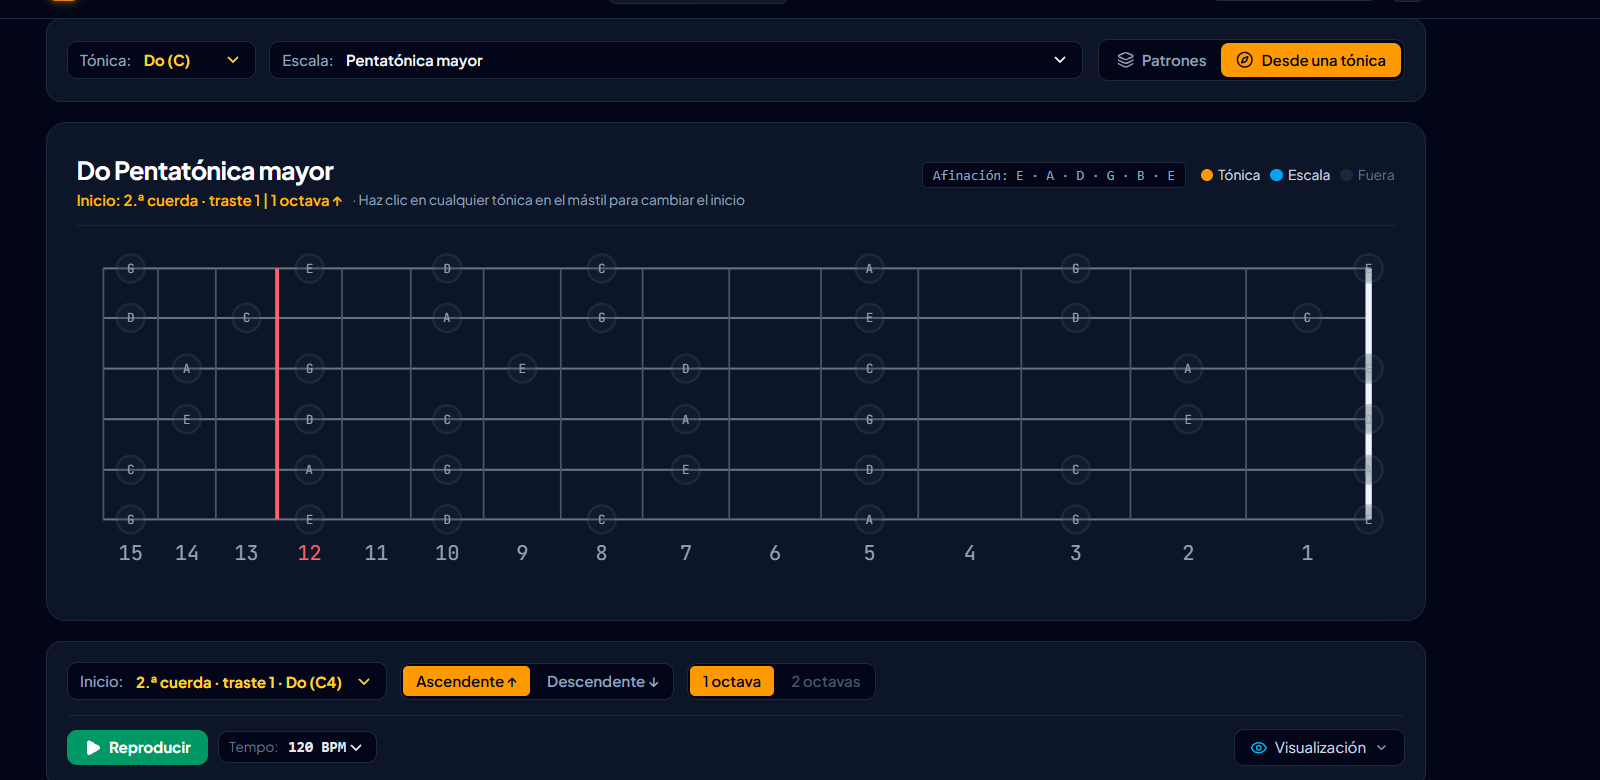 Tónica: Do (C)
Escala: Pentatónica mayor
Patrones
Desde una tónica
Do Pentatónica mayor
Afinación: E · A · D · G · B · E
Tónica
Escala
Fuera
Inicio: 2.ª cuerda · traste 1 | 1 octava ↑ · Haz clic en cualquier tónica en el mástil para cambiar el inicio
G E D C A G E
D C A G E D C
A G E D C A
E D C A G E
C A G E D C
G E D C A G E
15 14 13 12 11 10 9 8 7 6 5 4 3 2 1
Inicio: 2.ª cuerda · traste 1 · Do (C4)
Ascendente ↑
Descendente ↓
1 octava
2 octavas
Reproducir
Tempo: 120 BPM
Visualización